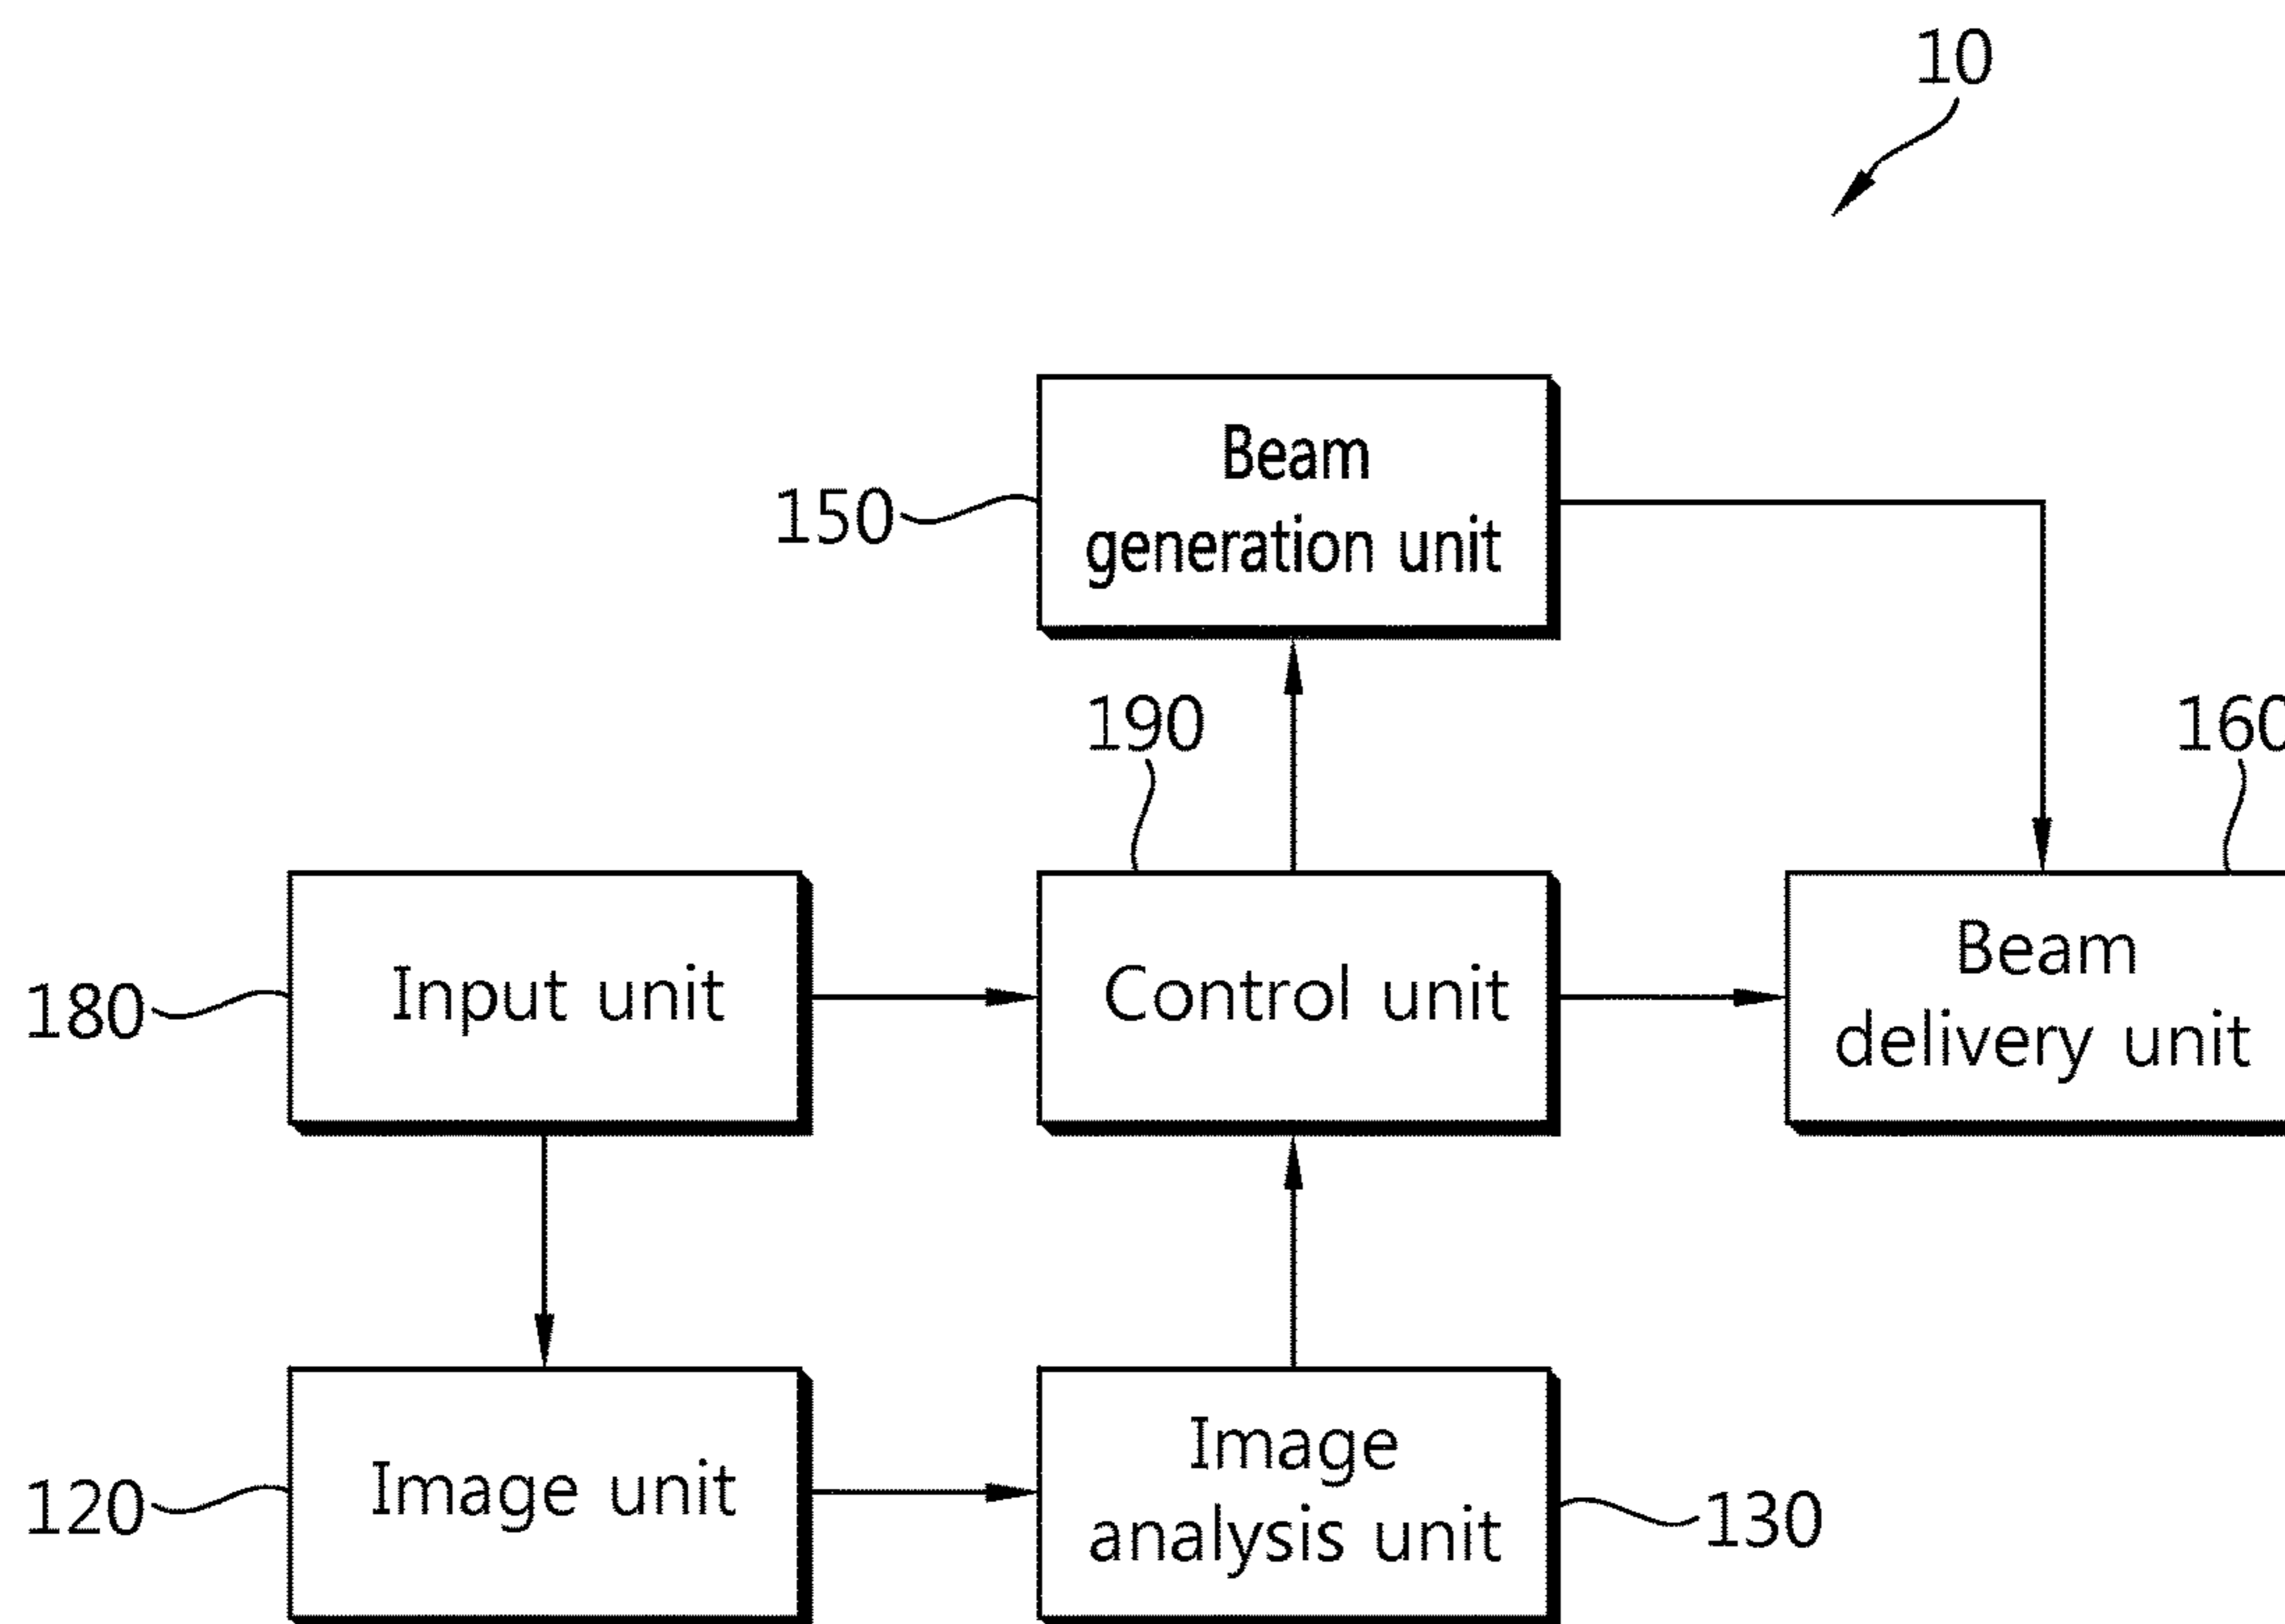 10
Beam
generation unit
150
190
160
Input unit
180
Control unit
Beam
delivery unit
Image unit
120
Image
analysis unit
130